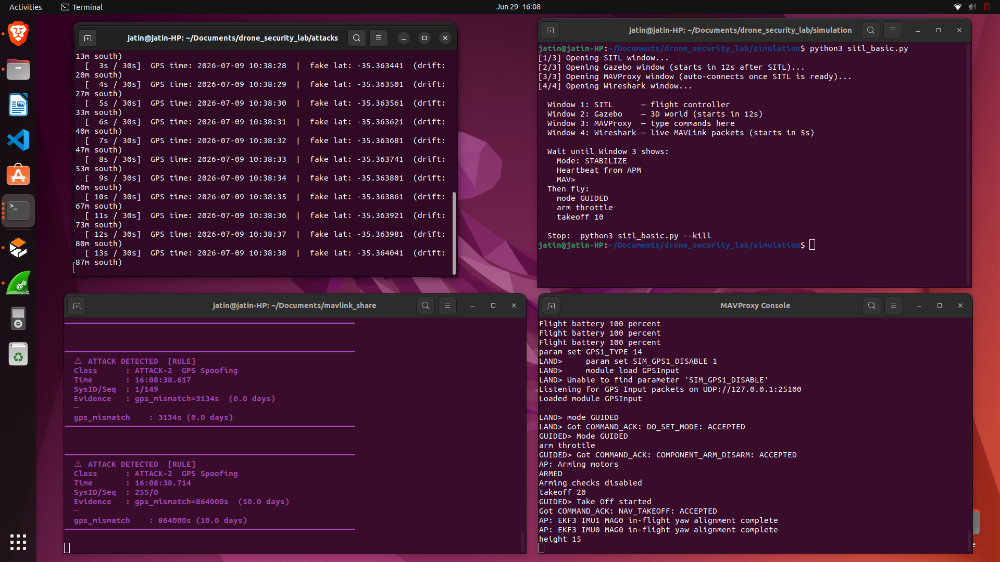 Activities
Terminal
Jun 29 16:08
jatin@jatin-HP: ~/Documents/drone_security_lab/attacks
13m south)
[ 3s / 30s] GPS time: 2026-07-09 10:38:28 | fake lat: -35.363441 (drift:
20m south)
[ 4s / 30s] GPS time: 2026-07-09 10:38:29 | fake lat: -35.363501 (drift:
27m south)
[ 5s / 30s] GPS time: 2026-07-09 10:38:30 | fake lat: -35.363561 (drift:
33m south)
[ 6s / 30s] GPS time: 2026-07-09 10:38:31 | fake lat: -35.363621 (drift:
40m south)
[ 7s / 30s] GPS time: 2026-07-09 10:38:32 | fake lat: -35.363681 (drift:
47m south)
[ 8s / 30s] GPS time: 2026-07-09 10:38:33 | fake lat: -35.363741 (drift:
53m south)
[ 9s / 30s] GPS time: 2026-07-09 10:38:34 | fake lat: -35.363801 (drift:
60m south)
[ 10s / 30s] GPS time: 2026-07-09 10:38:35 | fake lat: -35.363861 (drift:
67m south)
[ 11s / 30s] GPS time: 2026-07-09 10:38:36 | fake lat: -35.363921 (drift:
73m south)
[ 12s / 30s] GPS time: 2026-07-09 10:38:37 | fake lat: -35.363981 (drift:
80m south)
[ 13s / 30s] GPS time: 2026-07-09 10:38:38 | fake lat: -35.364041 (drift:
87m south)
jatin@jatin-HP: ~/Documents/drone_security_lab/simulation
jatin@jatin-HP:~/Documents/drone_security_lab/simulation$ python3 sitl_basic.py
[1/3] Opening SITL window...
[2/3] Opening Gazebo window (starts in 12s after SITL)...
[3/3] Opening MAVProxy window (auto-connects once SITL is ready)...
[4/4] Opening Wireshark window...
Window 1: SITL — flight controller
Window 2: Gazebo — 3D world (starts in 12s)
Window 3: MAVProxy — type commands here
Window 4: Wireshark — live MAVLink packets (starts in 5s)
Wait until Window 3 shows:
Mode: STABILIZE
Heartbeat from APM
MAV>
Then fly:
mode GUIDED
arm throttle
takeoff 10
Stop: python3 sitl_basic.py --kill
jatin@jatin-HP:~/Documents/drone_security_lab/simulation$
jatin@jatin-HP: ~/Documents/mavlink_share
⚠ ATTACK DETECTED [RULE]
Class : ATTACK-2 GPS Spoofing
Time : 16:08:38.617
SysID/Seq : 1/149
Evidence : gps_mismatch=3134s (0.0 days)
—
gps_mismatch : 3134s (0.0 days)
⚠ ATTACK DETECTED [RULE]
Class : ATTACK-2 GPS Spoofing
Time : 16:08:38.714
SysID/Seq : 255/0
Evidence : gps_mismatch=864000s (10.0 days)
—
gps_mismatch : 864000s (10.0 days)
MAVProxy Console
Flight battery 100 percent
Flight battery 100 percent
Flight battery 100 percent
param set GPS1_TYPE 14
LAND> param set SIM_GPS1_DISABLE 1
LAND> module load GPSInput
LAND> Unable to find parameter 'SIM_GPS1_DISABLE'
Listening for GPS Input packets on UDP://127.0.0.1:25100
Loaded module GPSInput
LAND> mode GUIDED
LAND> Got COMMAND_ACK: DO_SET_MODE: ACCEPTED
GUIDED> Mode GUIDED
arm throttle
GUIDED> Got COMMAND_ACK: COMPONENT_ARM_DISARM: ACCEPTED
AP: Arming motors
ARMED
Arming checks disabled
takeoff 20
GUIDED> Take Off started
Got COMMAND_ACK: NAV_TAKEOFF: ACCEPTED
AP: EKF3 IMU1 MAG0 in-flight yaw alignment complete
AP: EKF3 IMU0 MAG0 in-flight yaw alignment complete
height 15
e